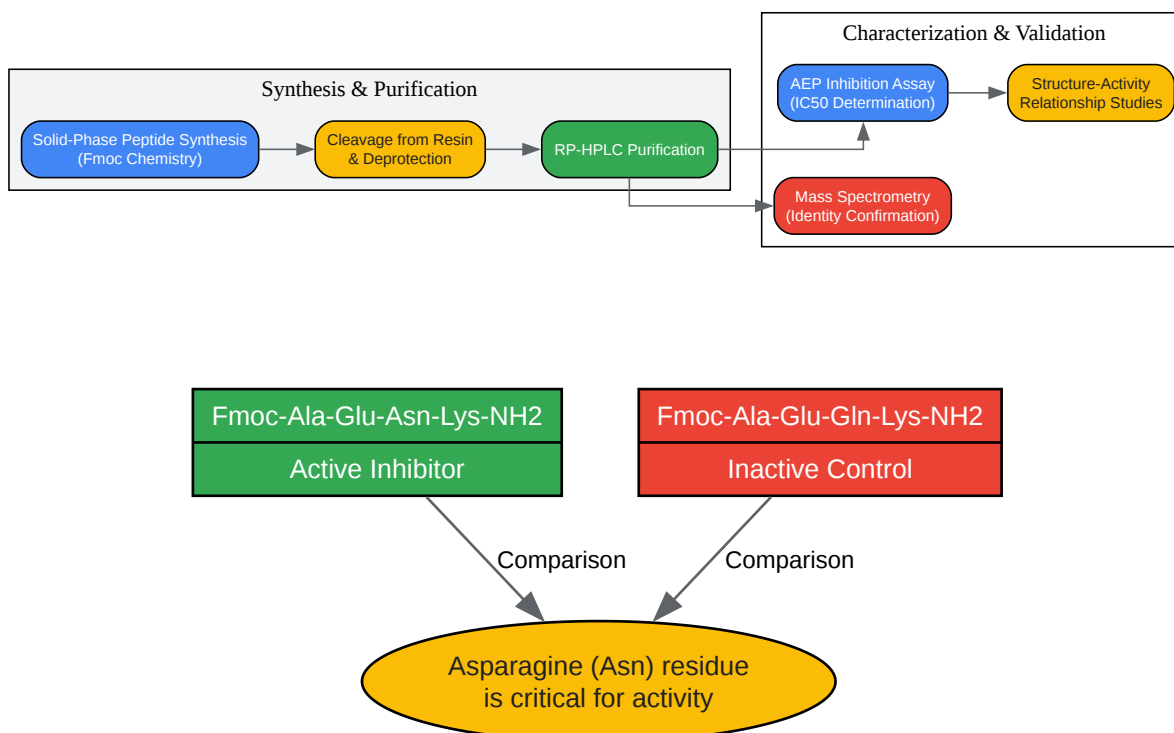 Characterization & Validation
Synthesis & Purification
Solid-Phase Peptide Synthesis
(Fmoc Chemistry)
Cleavage from Resin
& Deprotection
RP-HPLC Purification
AEP Inhibition Assay
(IC50 Determination)
Structure-Activity
Relationship Studies
Mass Spectrometry
(Identity Confirmation)
Fmoc-Ala-Glu-Asn-Lys-NH2
Active Inhibitor
Fmoc-Ala-Glu-Gln-Lys-NH2
Inactive Control
Comparison
Comparison
Asparagine (Asn) residue
is critical for activity